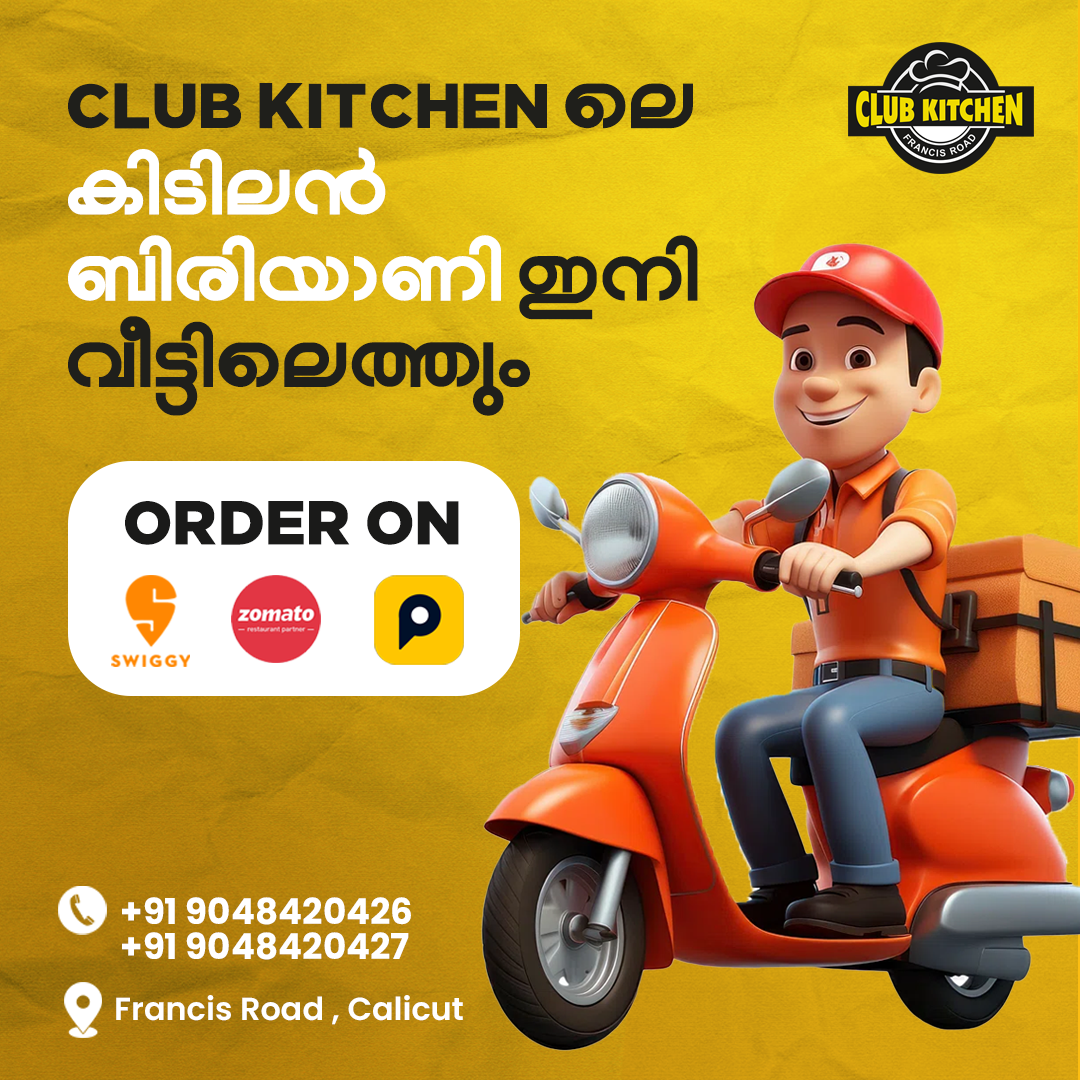 CLUB KITCHEN ലെ
കിടിലൻ
ബിരിയാണി ഇനി
വീട്ടിലെത്തും
CLUB KITCHEN
FRANCIS ROAD
ORDER ON
SWIGGY
zomato
restaurant partner
+91 9048420426
+91 9048420427
Francis Road , Calicut